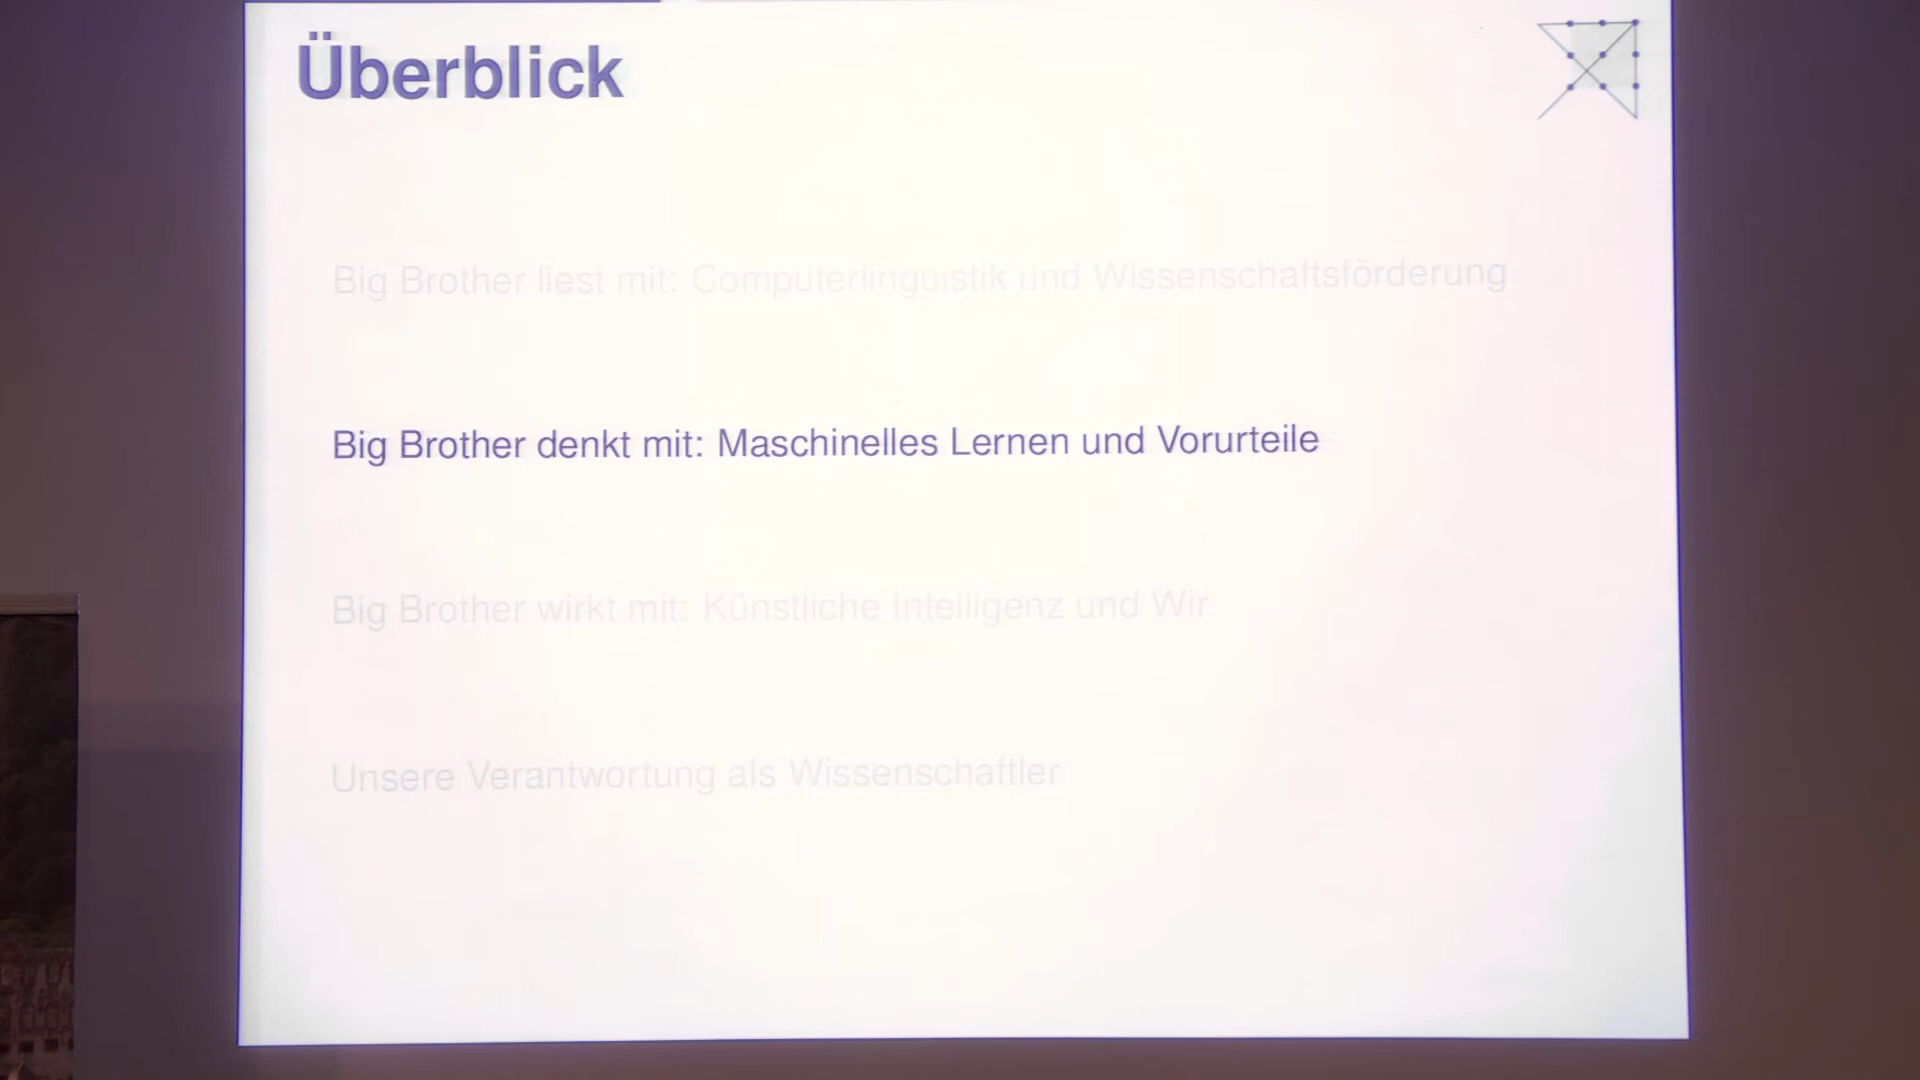 Überblick
Big Brother liest mit: Computerlinguistik und Wissenschaftsförderung
Big Brother denkt mit: Maschinelles Lernen und Vorurteile
Big Brother wirkt mit: Künstliche Intelligenz und Wir
Unsere Verantwortung als Wissenschaftler